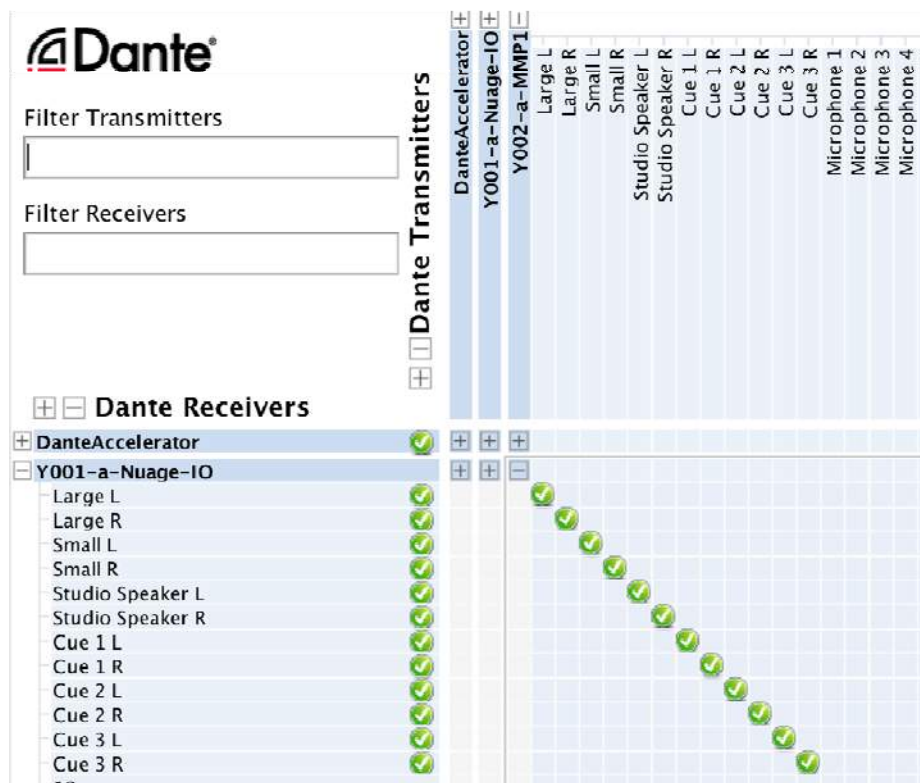 Dante®
Filter Transmitters
Filter Receivers
Dante Transmitters
Dante Receivers
DanteAccelerator
Y001-a-Nuage-IO
Y002-a-MMP1
Large L
Large R
Small L
Small R
Studio Speaker L
Studio Speaker R
Cue 1 L
Cue 1 R
Cue 2 L
Cue 2 R
Cue 3 L
Cue 3 R
Microphone 1
Microphone 2
Microphone 3
Microphone 4
DanteAccelerator
Y001-a-Nuage-IO
Large L
Large R
Small L
Small R
Studio Speaker L
Studio Speaker R
Cue 1 L
Cue 1 R
Cue 2 L
Cue 2 R
Cue 3 L
Cue 3 R